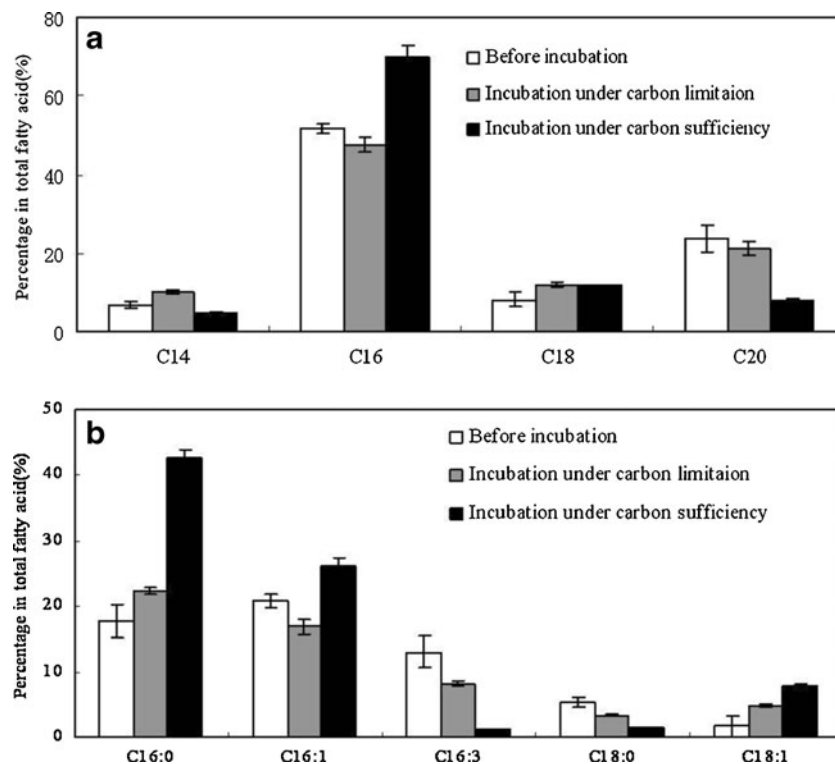 a
Percentage in total fatty acid(%)
80
60
40
20
0
Before incubation
Incubation under carbon limitaion
Incubation under carbon sufficiency
C14 C16 C18 C20
b
Percentage in total fatty acid(%)
50
40
30
20
10
0
Before incubation
Incubation under carbon limitaion
Incubation under carbon sufficiency
C16:0 C16:1 C16:3 C18:0 C18:1